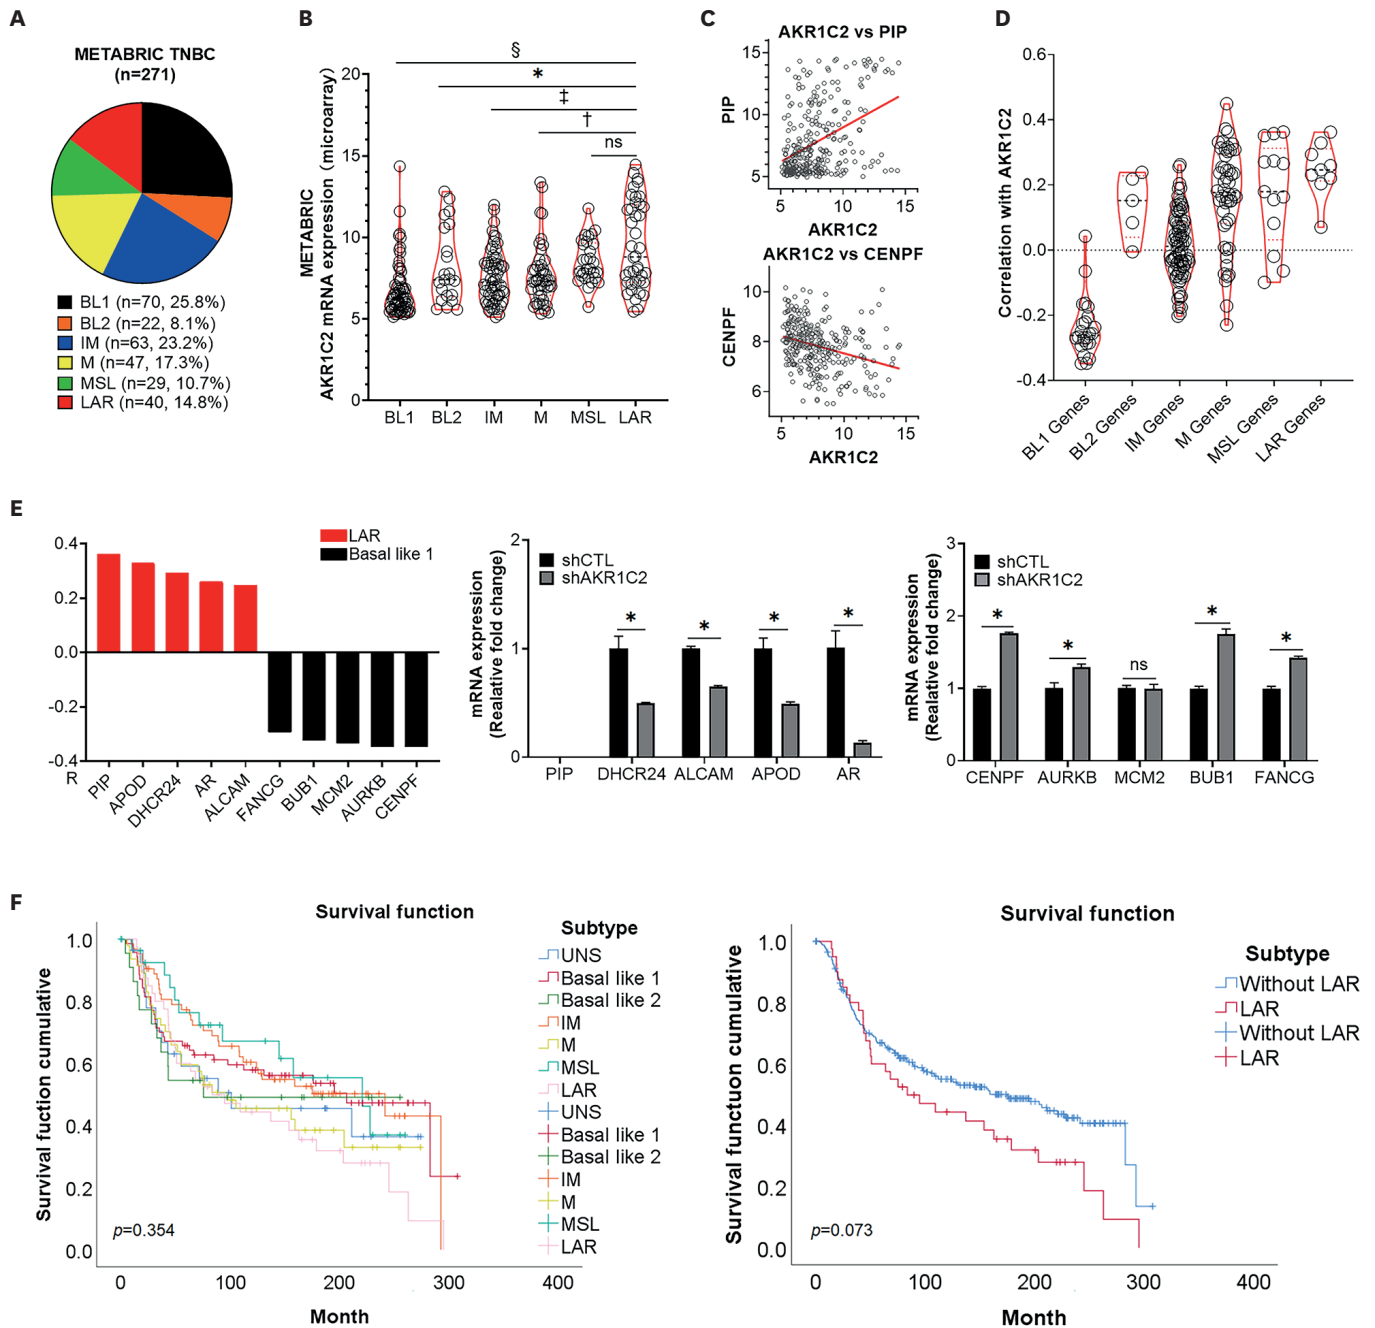 A
METABRIC TNBC
(n=271)
BL1 (n=70, 25.8%)
BL2 (n=22, 8.1%)
IM (n=63, 23.2%)
M (n=47, 17.3%)
MSL (n=29, 10.7%)
LAR (n=40, 14.8%)
B
METABRIC
AKR1C2 mRNA expression (microarray)
20
15
10
5
0
§
*
‡
†
ns
BL1 BL2 IM M MSL LAR
C
AKR1C2 vs PIP
PIP
15
10
5
5 10 15
AKR1C2
AKR1C2 vs CENPF
CENPF
10
8
6
5 10 15
AKR1C2
D
Correlation with AKR1C2
0.6
0.4
0.2
0.0
-0.2
-0.4
BL1 Genes
BL2 Genes
IM Genes
M Genes
MSL Genes
LAR Genes
E
LAR
Basal like 1
0.4
0.2
0.0
-0.2
-0.4
R
PIP
APOD
DHCR24
AR
ALCAM
FANCG
BUB1
MCM2
AURKB
CENPF
mRNA expression
(Realative fold change)
2
1
0
shCTL
shAKR1C2
* * * *
PIP DHCR24 ALCAM APOD AR
mRNA expression
(Realative fold change)
3
2
1
0
shCTL
shAKR1C2
* * ns * *
CENPF AURKB MCM2 BUB1 FANCG
F
Survival function
Survival fuction cumulative
1.0
0.8
0.6
0.4
0.2
0.0
p=0.354
0 100 200 300 400
Month
Subtype
UNS
Basal like 1
Basal like 2
IM
M
MSL
LAR
UNS
Basal like 1
Basal like 2
IM
M
MSL
LAR
Survival function
Survival functuon cumulative
1.0
0.8
0.6
0.4
0.2
0.0
p=0.073
0 100 200 300 400
Month
Subtype
Without LAR
LAR
Without LAR
LAR